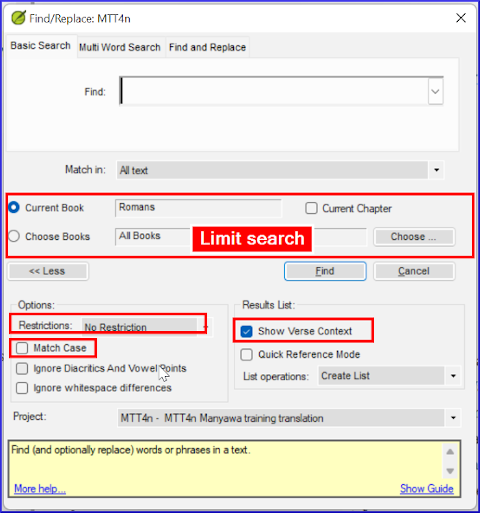 Find/Replace: MTT4n
Basic Search Multi Word Search Find and Replace
Find:
Match in: All text
Current Book Romans Current Chapter
Choose Books All Books Limit search Choose ...
<< Less Find Cancel
Options: Results List:
Restrictions: No Restriction Show Verse Context
Match Case Quick Reference Mode
Ignore Diacritics And Vowel Points List operations: Create List
Ignore whitespace differences
Project: MTT4n - MTT4n Manyawa training translation
Find (and optionally replace) words or phrases in a text.
More help... Show Guide